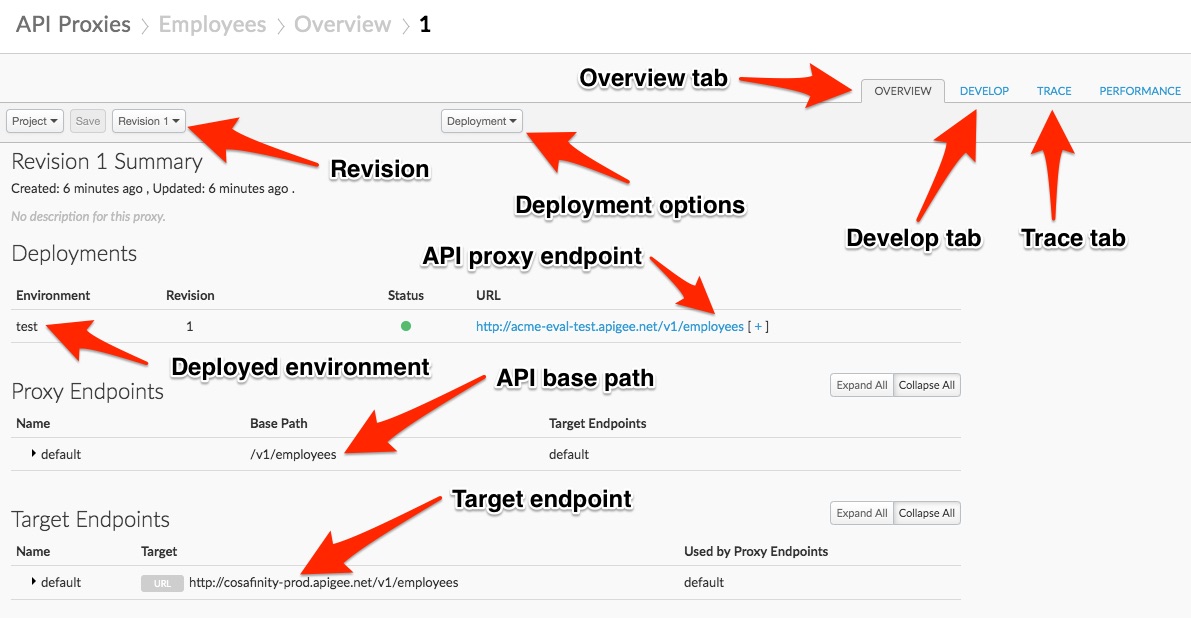 API Proxies > Employees > Overview > 1
Overview tab
OVERVIEW DEVELOP TRACE PERFORMANCE
Project Save Revision 1 Deployment
Revision
Deployment options
Develop tab
Trace tab
Revision 1 Summary
Created: 6 minutes ago , Updated: 6 minutes ago .
No description for this proxy.
Deployments
API proxy endpoint
Environment Revision Status URL
test 1 http://acme-eval-test.apigee.net/v1/employees [ + ]
Deployed environment
API base path
Proxy Endpoints
Expand All Collapse All
Name Base Path Target Endpoints
default /v1/employees default
Target endpoint
Target Endpoints
Expand All Collapse All
Name Target Used by Proxy Endpoints
default URL http://cosafinity-prod.apigee.net/v1/employees default